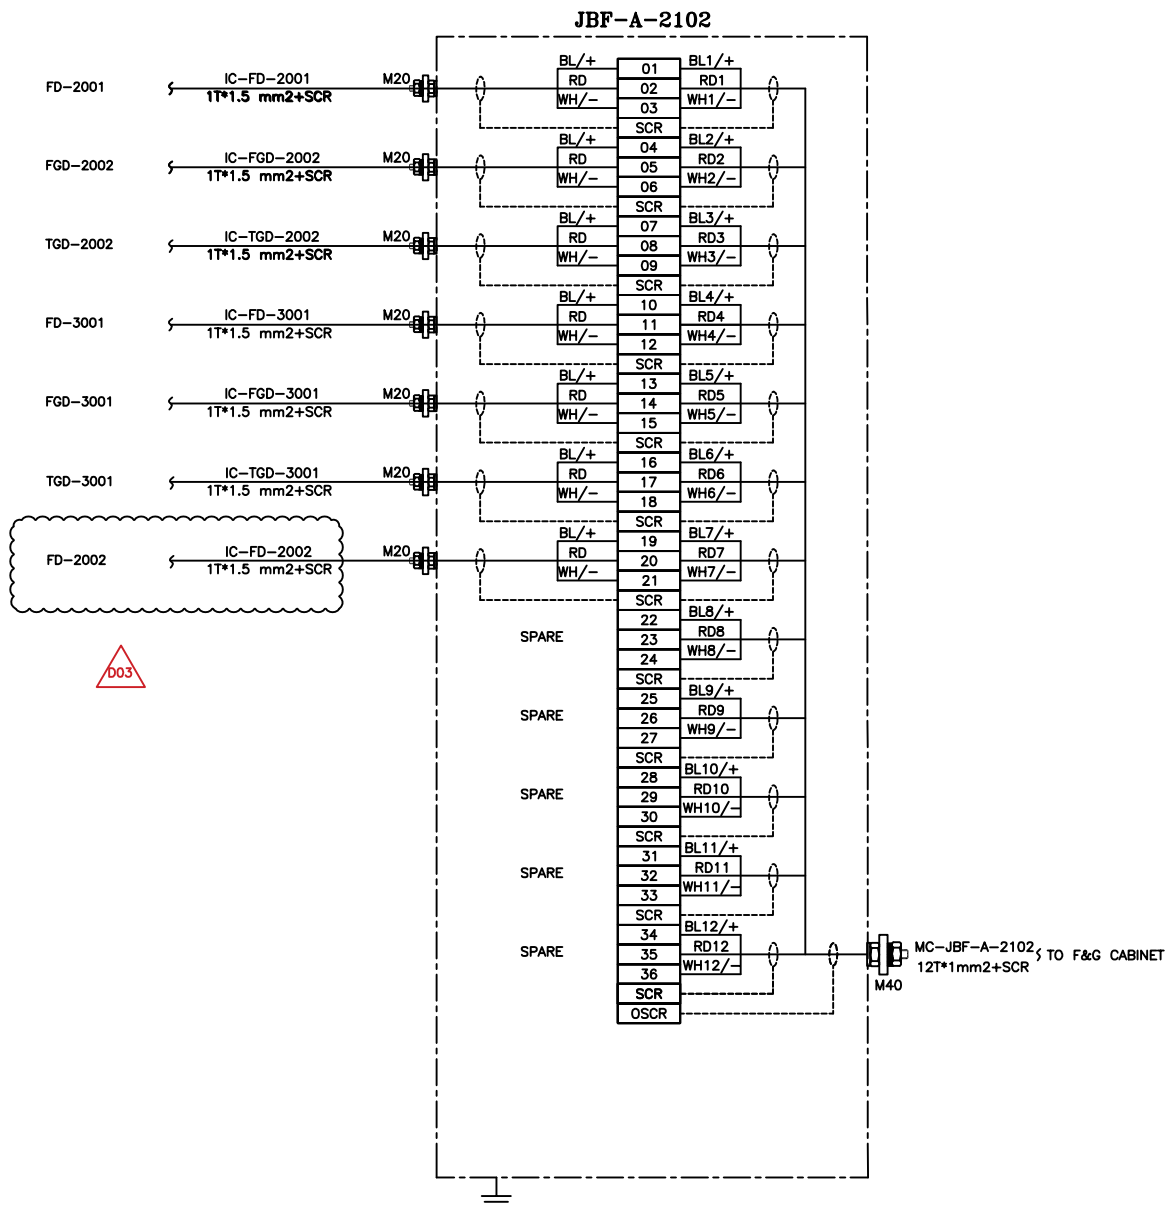 JBF-A-2102
FD-2001 IC-FD-2001 M20 BL/+ 01 BL1/+
1T*1.5 mm2+SCR RD 02 RD1
WH/- 03 WH1/-
SCR
FGD-2002 IC-FGD-2002 M20 BL/+ 04 BL2/+
1T*1.5 mm2+SCR RD 05 RD2
WH/- 06 WH2/-
SCR
TGD-2002 IC-TGD-2002 M20 BL/+ 07 BL3/+
1T*1.5 mm2+SCR RD 08 RD3
WH/- 09 WH3/-
SCR
FD-3001 IC-FD-3001 M20 BL/+ 10 BL4/+
1T*1.5 mm2+SCR RD 11 RD4
WH/- 12 WH4/-
SCR
FGD-3001 IC-FGD-3001 M20 BL/+ 13 BL5/+
1T*1.5 mm2+SCR RD 14 RD5
WH/- 15 WH5/-
SCR
TGD-3001 IC-TGD-3001 M20 BL/+ 16 BL6/+
1T*1.5 mm2+SCR RD 17 RD6
WH/- 18 WH6/-
SCR
FD-2002 IC-FD-2002 M20 BL/+ 19 BL7/+
1T*1.5 mm2+SCR RD 20 RD7
WH/- 21 WH7/-
SCR
22 BL8/+
SPARE 23 RD8
24 WH8/-
D03 SCR
25 BL9/+
SPARE 26 RD9
27 WH9/-
SCR
28 BL10/+
SPARE 29 RD10
30 WH10/-
SCR
31 BL11/+
SPARE 32 RD11
33 WH11/-
SCR
34 BL12/+
SPARE 35 RD12 MC-JBF-A-2102 TO F&G CABINET
36 WH12/- 12T*1mm2+SCR
SCR M40
OSCR